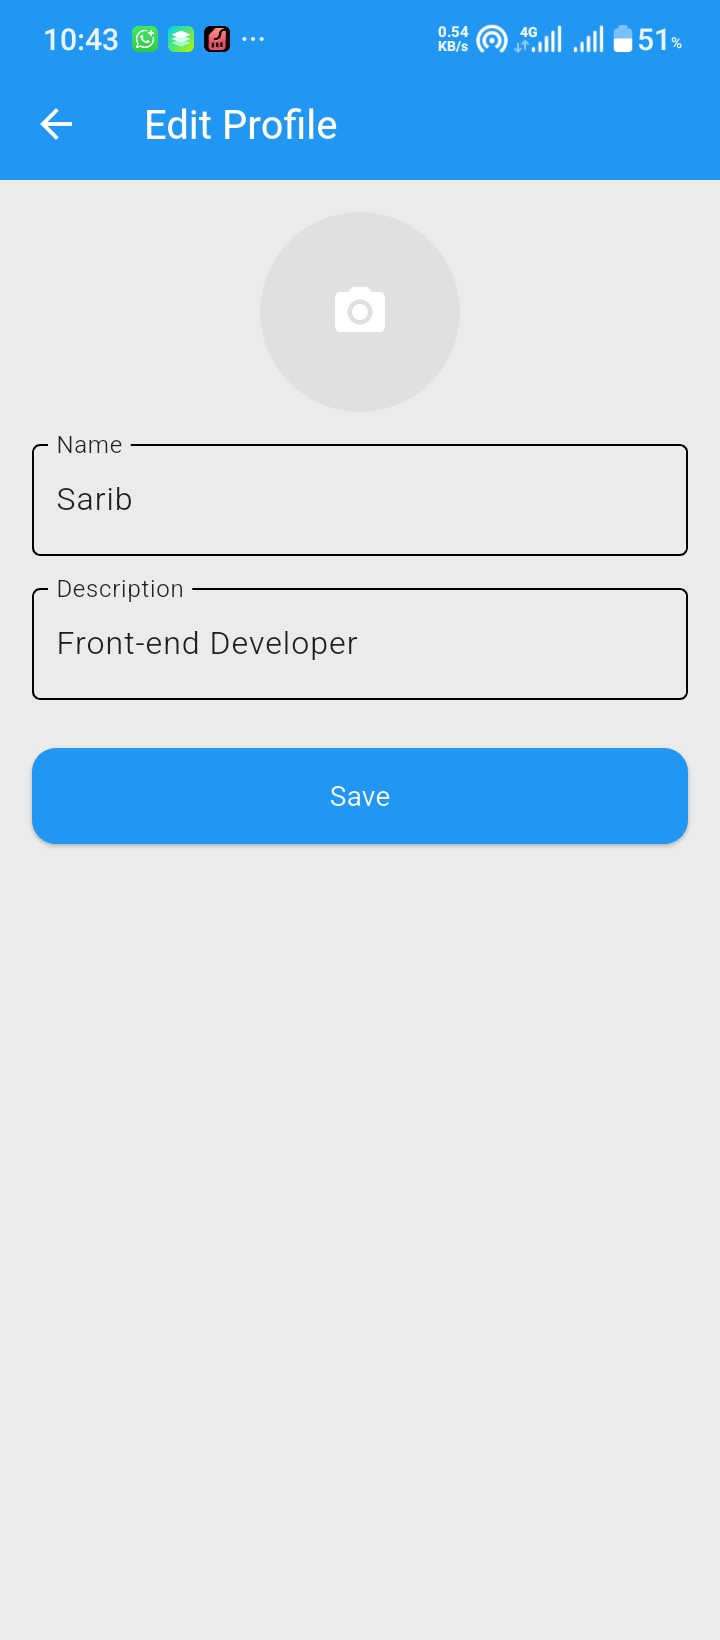 10:43 ... 0.54 KB/s 4G 51%
Edit Profile
Name
Sarib
Description
Front-end Developer
Save